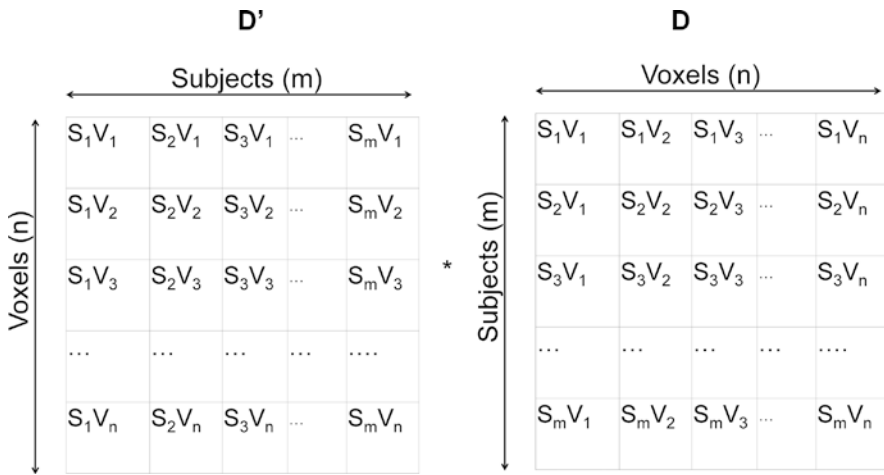 D’ D
Subjects (m) Voxels (n)
S₁V₁ S₂V₁ S₃V₁ ... SₘV₁ S₁V₁ S₁V₂ S₁V₃ ... S₁Vₙ
S₁V₂ S₂V₂ S₃V₂ ... SₘV₂ S₂V₁ S₂V₂ S₂V₃ ... S₂Vₙ
Voxels (n) S₁V₃ S₂V₃ S₃V₃ ... SₘV₃ * Subjects (m) S₃V₁ S₃V₂ S₃V₃ ... S₃Vₙ
... ... ... ... .... ... ... ... ... ....
S₁Vₙ S₂Vₙ S₃Vₙ ... SₘVₙ SₘV₁ SₘV₂ SₘV₃ ... SₘVₙ